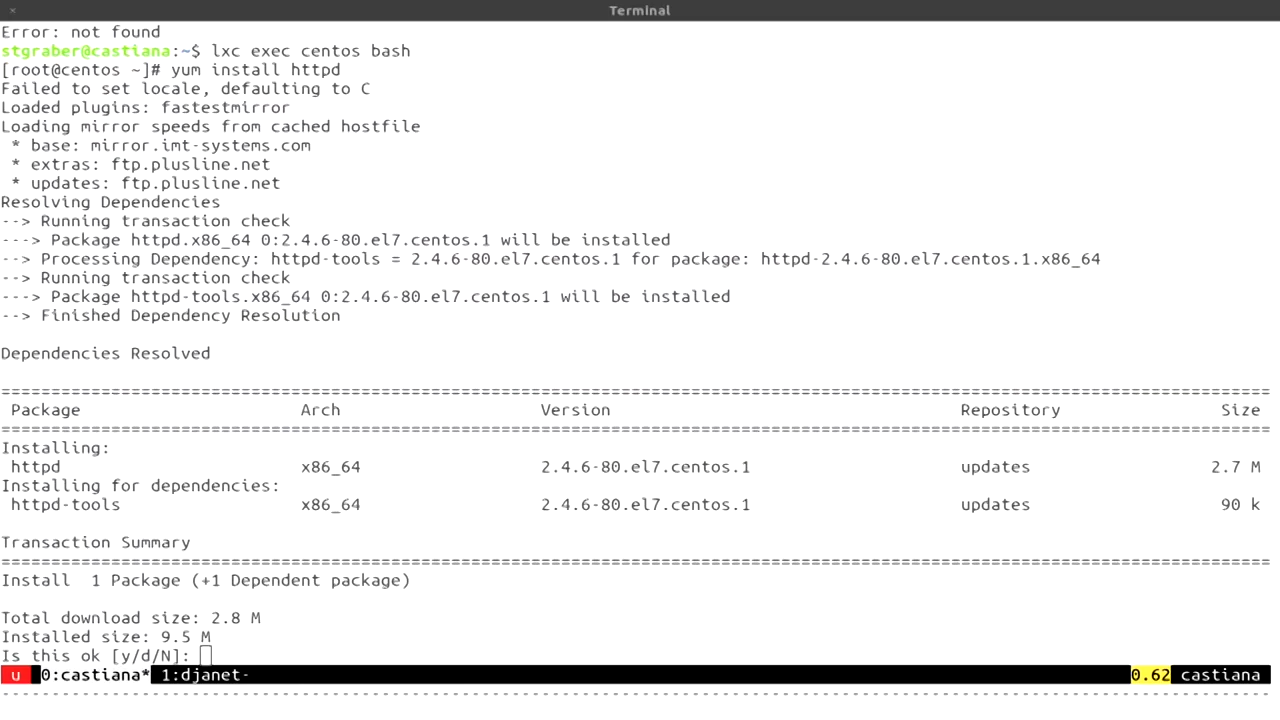 × Terminal
Error: not found
stgraber@castiana:~$ lxc exec centos bash
[root@centos ~]# yum install httpd
Failed to set locale, defaulting to C
Loaded plugins: fastestmirror
Loading mirror speeds from cached hostfile
 * base: mirror.imt-systems.com
 * extras: ftp.plusline.net
 * updates: ftp.plusline.net
Resolving Dependencies
--> Running transaction check
---> Package httpd.x86_64 0:2.4.6-80.el7.centos.1 will be installed
--> Processing Dependency: httpd-tools = 2.4.6-80.el7.centos.1 for package: httpd-2.4.6-80.el7.centos.1.x86_64
--> Running transaction check
---> Package httpd-tools.x86_64 0:2.4.6-80.el7.centos.1 will be installed
--> Finished Dependency Resolution
Dependencies Resolved
===============================================================================================================================
 Package                      Arch                    Version                                   Repository                Size
===============================================================================================================================
Installing:
 httpd                        x86_64                  2.4.6-80.el7.centos.1                     updates                  2.7 M
Installing for dependencies:
 httpd-tools                  x86_64                  2.4.6-80.el7.centos.1                     updates                   90 k
Transaction Summary
===============================================================================================================================
Install  1 Package (+1 Dependent package)
Total download size: 2.8 M
Installed size: 9.5 M
Is this ok [y/d/N]:
u 0:castiana* 1:djanet- 0.62 castiana